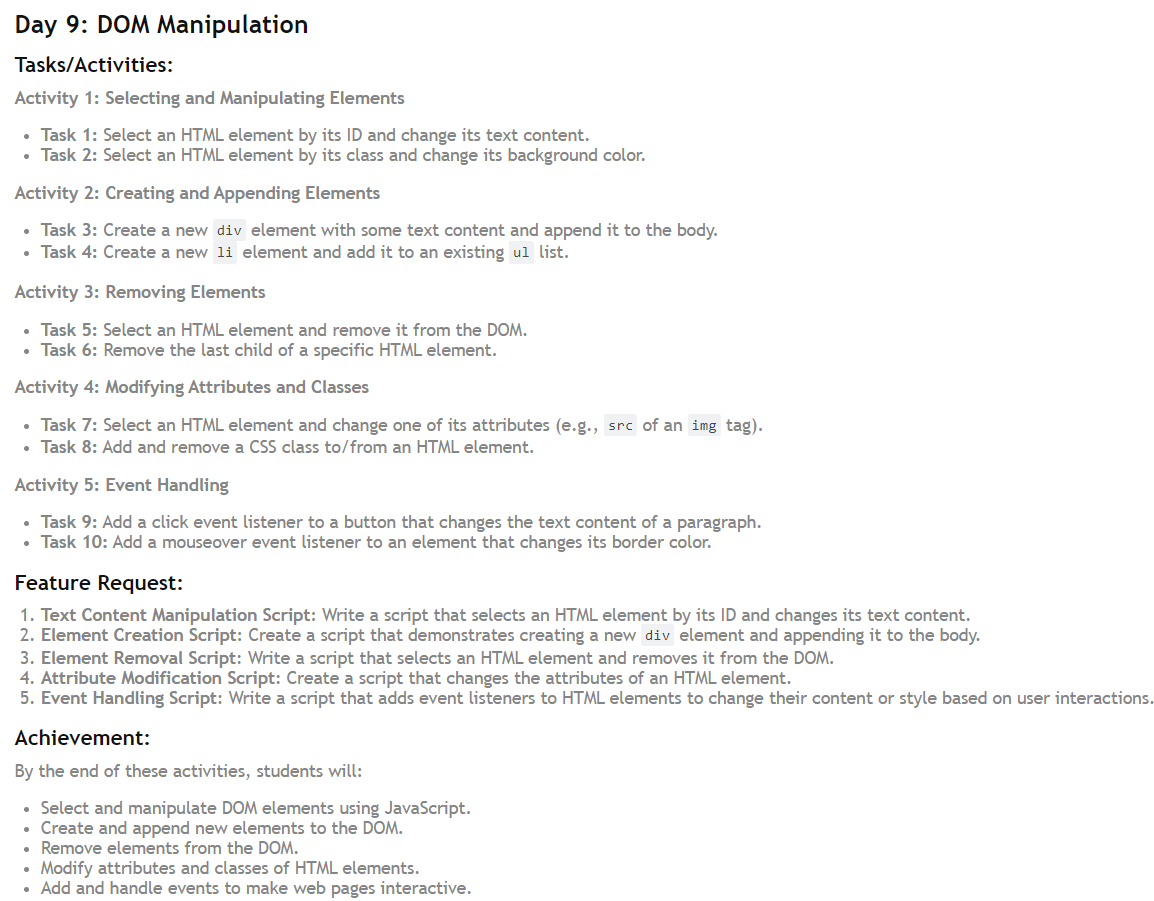 Day 9: DOM Manipulation
Tasks/Activities:
Activity 1: Selecting and Manipulating Elements
• Task 1: Select an HTML element by its ID and change its text content.
• Task 2: Select an HTML element by its class and change its background color.
Activity 2: Creating and Appending Elements
• Task 3: Create a new div element with some text content and append it to the body.
• Task 4: Create a new li element and add it to an existing ul list.
Activity 3: Removing Elements
• Task 5: Select an HTML element and remove it from the DOM.
• Task 6: Remove the last child of a specific HTML element.
Activity 4: Modifying Attributes and Classes
• Task 7: Select an HTML element and change one of its attributes (e.g., src of an img tag).
• Task 8: Add and remove a CSS class to/from an HTML element.
Activity 5: Event Handling
• Task 9: Add a click event listener to a button that changes the text content of a paragraph.
• Task 10: Add a mouseover event listener to an element that changes its border color.
Feature Request:
1. Text Content Manipulation Script: Write a script that selects an HTML element by its ID and changes its text content.
2. Element Creation Script: Create a script that demonstrates creating a new div element and appending it to the body.
3. Element Removal Script: Write a script that selects an HTML element and removes it from the DOM.
4. Attribute Modification Script: Create a script that changes the attributes of an HTML element.
5. Event Handling Script: Write a script that adds event listeners to HTML elements to change their content or style based on user interactions.
Achievement:
By the end of these activities, students will:
• Select and manipulate DOM elements using JavaScript.
• Create and append new elements to the DOM.
• Remove elements from the DOM.
• Modify attributes and classes of HTML elements.
• Add and handle events to make web pages interactive.